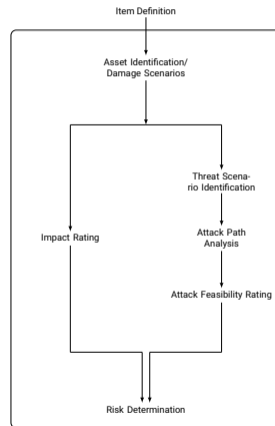 Item Definition
Asset Identification/
Damage Scenarios
Threat Scena-
rio Identification
Impact Rating
Attack Path
Analysis
Attack Feasibility Rating
Risk Determination